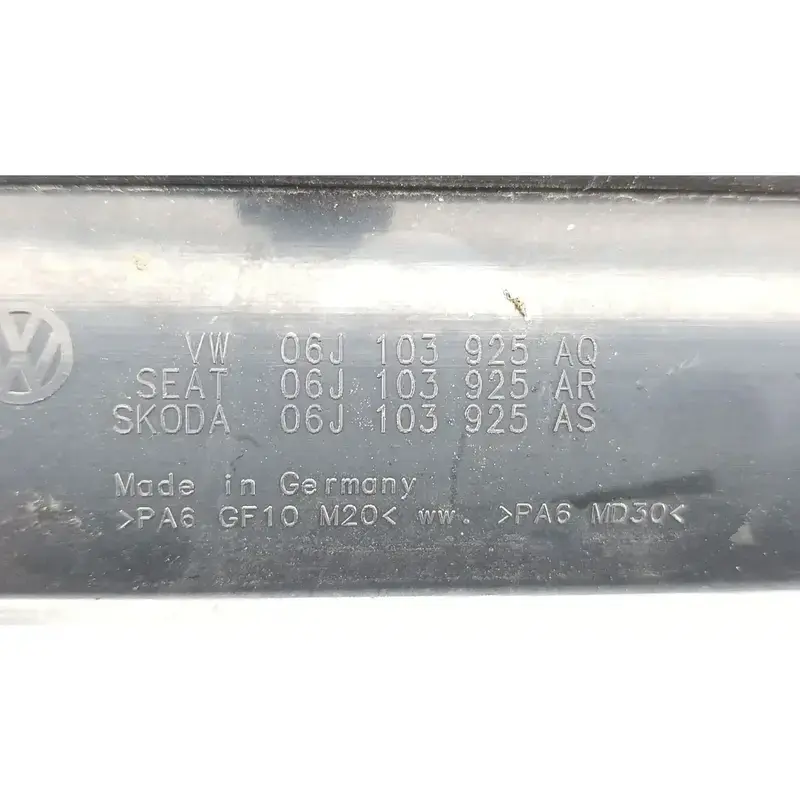 VW 06J 103 925 AQ
SEAT 06J 103 925 AR
SKODA 06J 103 925 AS
Made in Germany
>PA6 GF10 M20< ww. >PA6 MD30<